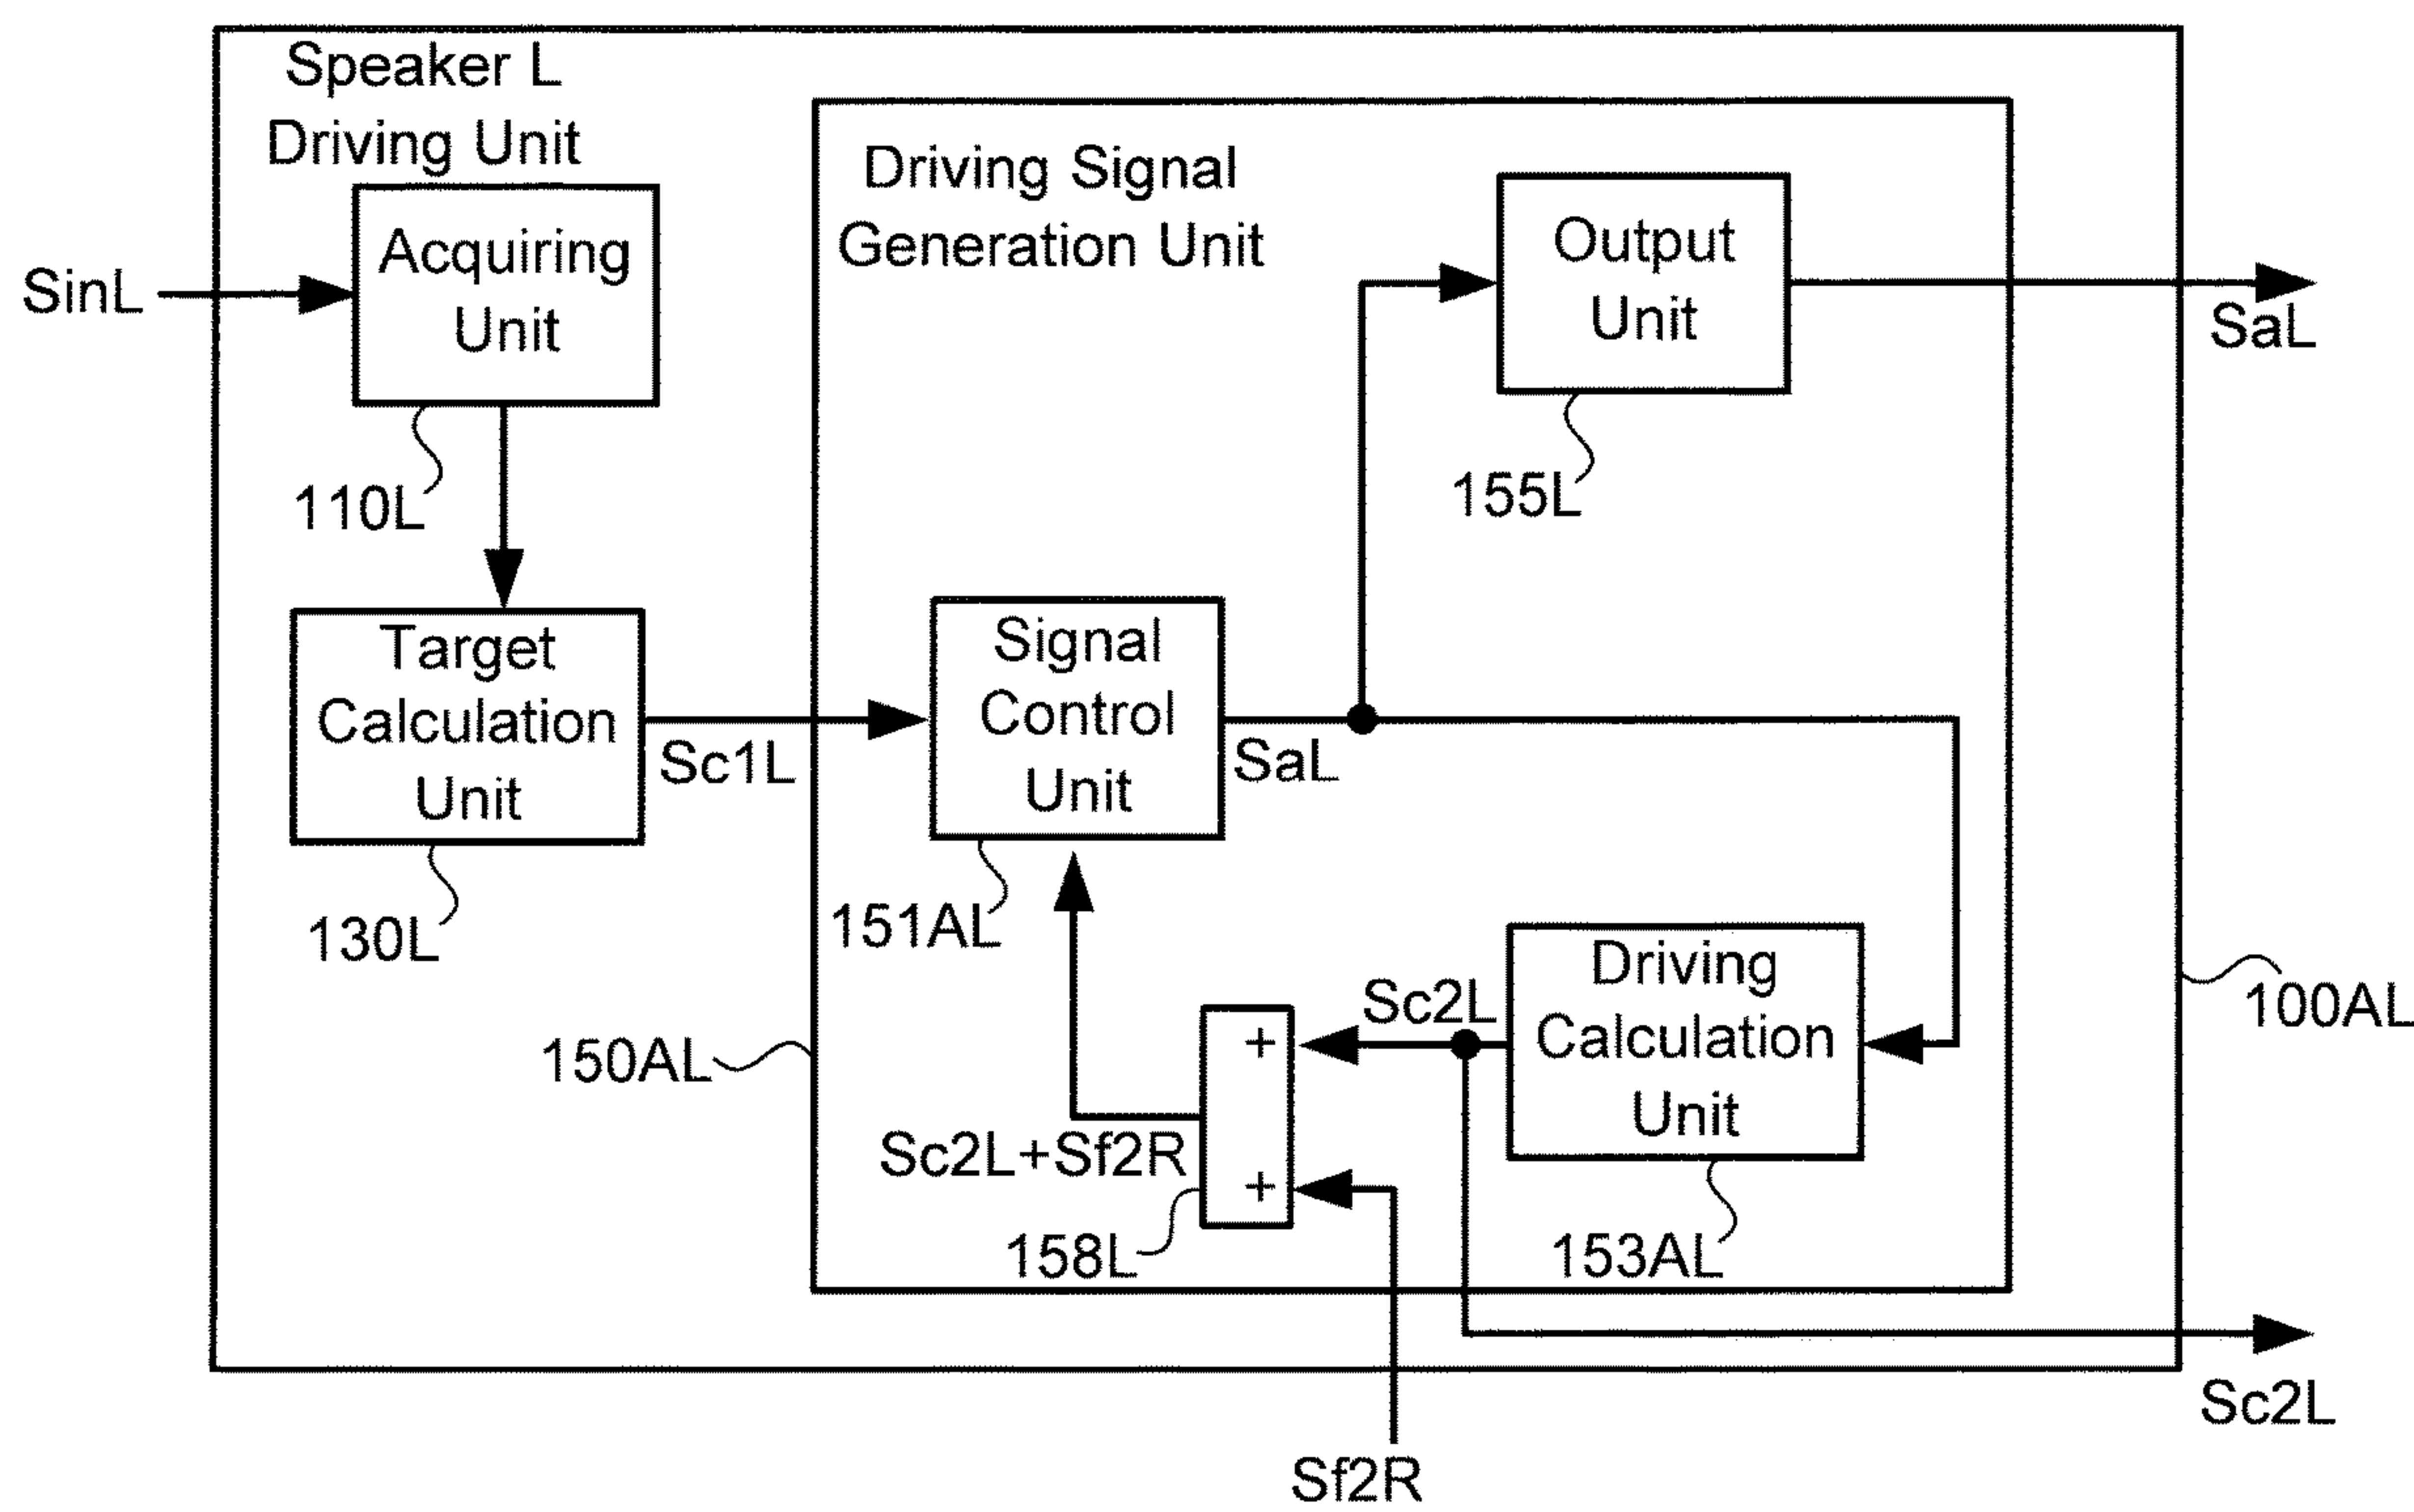 Speaker L
Driving Unit
Acquiring
Unit
SinL
110L
Target
Calculation
Unit
130L
Sc1L
Driving Signal
Generation Unit
Output
Unit
155L
SaL
Signal
Control
Unit
151AL
SaL
Driving
Calculation
Unit
153AL
Sc2L
+
+
Sc2L+Sf2R
158L
150AL
100AL
Sc2L
Sf2R